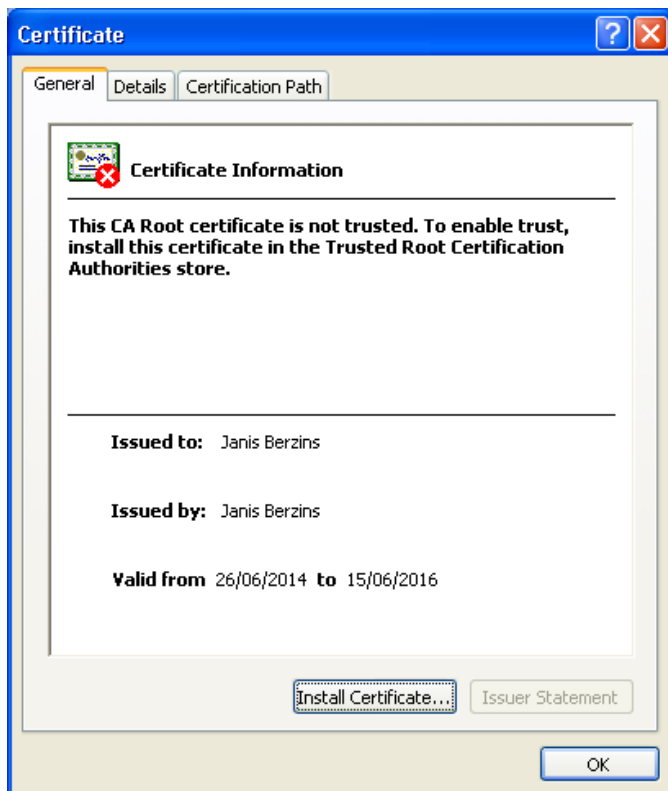 Certificate
General Details Certification Path
Certificate Information
This CA Root certificate is not trusted. To enable trust,
install this certificate in the Trusted Root Certification
Authorities store.
Issued to: Janis Berzins
Issued by: Janis Berzins
Valid from 26/06/2014 to 15/06/2016
Install Certificate... Issuer Statement
OK